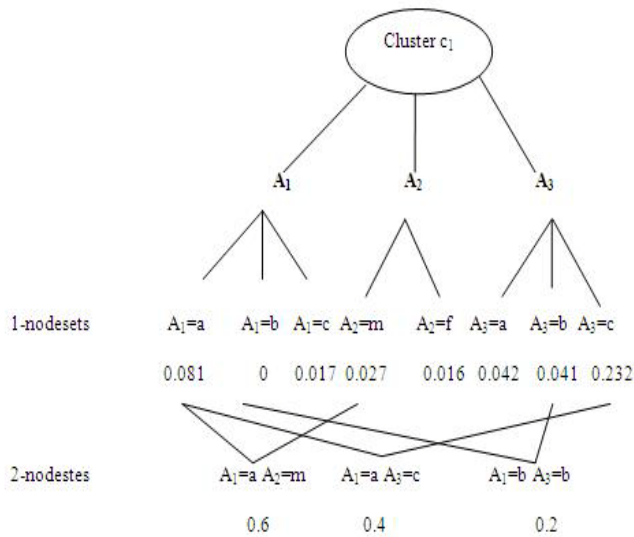 Cluster c₁
A₁ A₂ A₃
1-nodesets A₁=a A₁=b A₁=c A₂=m A₂=f A₃=a A₃=b A₃=c
0.081 0 0.017 0.027 0.016 0.042 0.041 0.232
2-nodestes A₁=a A₂=m A₁=a A₃=c A₁=b A₃=b
0.6 0.4 0.2